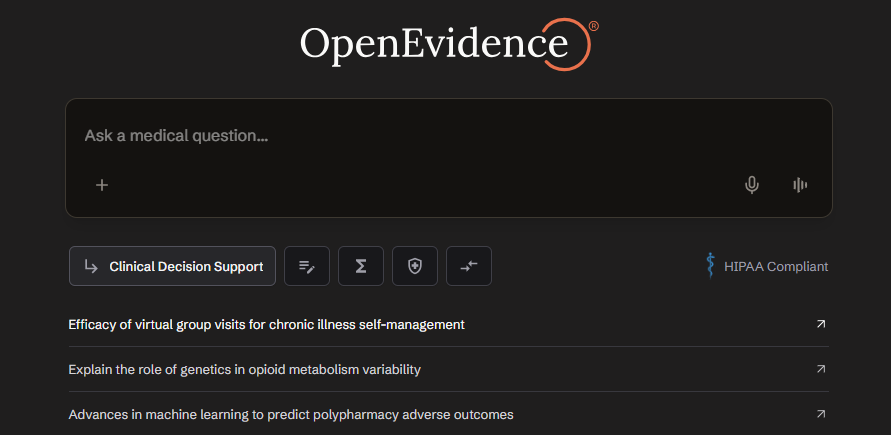 OpenEvidence®
Ask a medical question...
Clinical Decision Support
HIPAA Compliant
Efficacy of virtual group visits for chronic illness self-management
Explain the role of genetics in opioid metabolism variability
Advances in machine learning to predict polypharmacy adverse outcomes